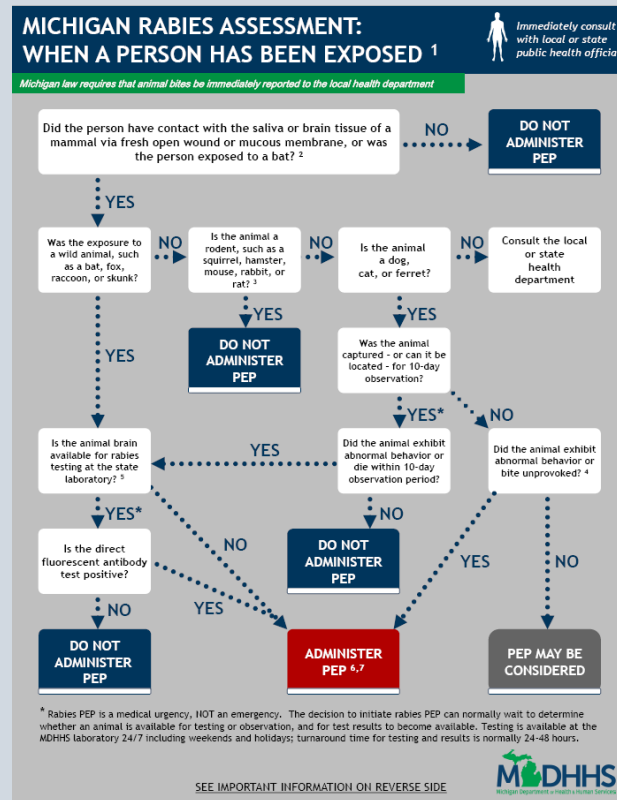 MICHIGAN RABIES ASSESSMENT:
WHEN A PERSON HAS BEEN EXPOSED 1
Immediately consult
with local or state
public health officia
Michigan law requires that animal bites be immediately reported to the local health department
Did the person have contact with the saliva or brain tissue of a
mammal via fresh open wound or mucous membrane, or was
the person exposed to a bat? 2
NO
DO NOT
ADMINISTER
PEP
YES
Was the exposure to
a wild animal, such
as a bat, fox,
raccoon, or skunk?
NO
Is the animal a
rodent, such as a
squirrel, hamster,
mouse, rabbit, or
rat? 3
NO
Is the animal
a dog,
cat, or ferret?
NO
Consult the local
or state
health
department
YES
YES
YES
DO NOT
ADMINISTER
PEP
Was the animal
captured - or can it be
located - for 10-day
observation?
YES*
NO
Is the animal brain
available for rabies
testing at the state
laboratory? 5
YES
Did the animal exhibit
abnormal behavior or
die within 10-day
observation period?
Did the animal exhibit
abnormal behavior or
bite unprovoked? 4
YES*
NO
NO
DO NOT
ADMINISTER
PEP
YES
NO
Is the direct
fluorescent antibody
test positive?
NO
YES
DO NOT
ADMINISTER
PEP
ADMINISTER
PEP 6,7
PEP MAY BE
CONSIDERED
* Rabies PEP is a medical urgency, NOT an emergency. The decision to initiate rabies PEP can normally wait to determine
whether an animal is available for testing or observation, and for test results to become available. Testing is available at the
MDHHS laboratory 24/7 including weekends and holidays; turnaround time for testing and results is normally 24-48 hours.
SEE IMPORTANT INFORMATION ON REVERSE SIDE
MDHHS
Michigan Department of Health & Human Services